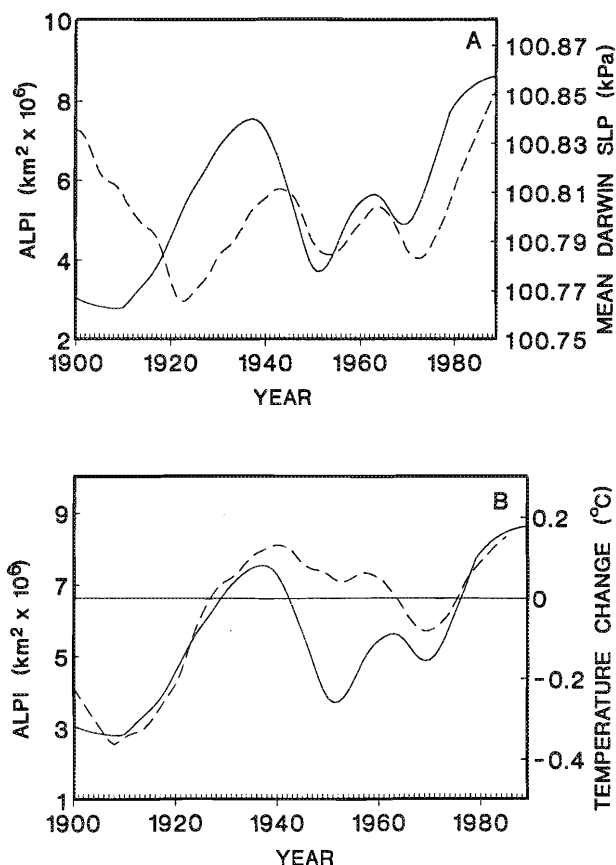 A
10
8
6
4
2
ALPI (km² x 10⁶)
100.87
100.85
100.83
100.81
100.79
100.77
100.75
MEAN DARWIN SLP (kPa)
1900 1920 1940 1960 1980
YEAR
B
9
7
5
3
1
ALPI (km² x 10⁶)
0.2
0
-0.2
-0.4
TEMPERATURE CHANGE (°C)
1900 1920 1940 1960 1980
YEAR